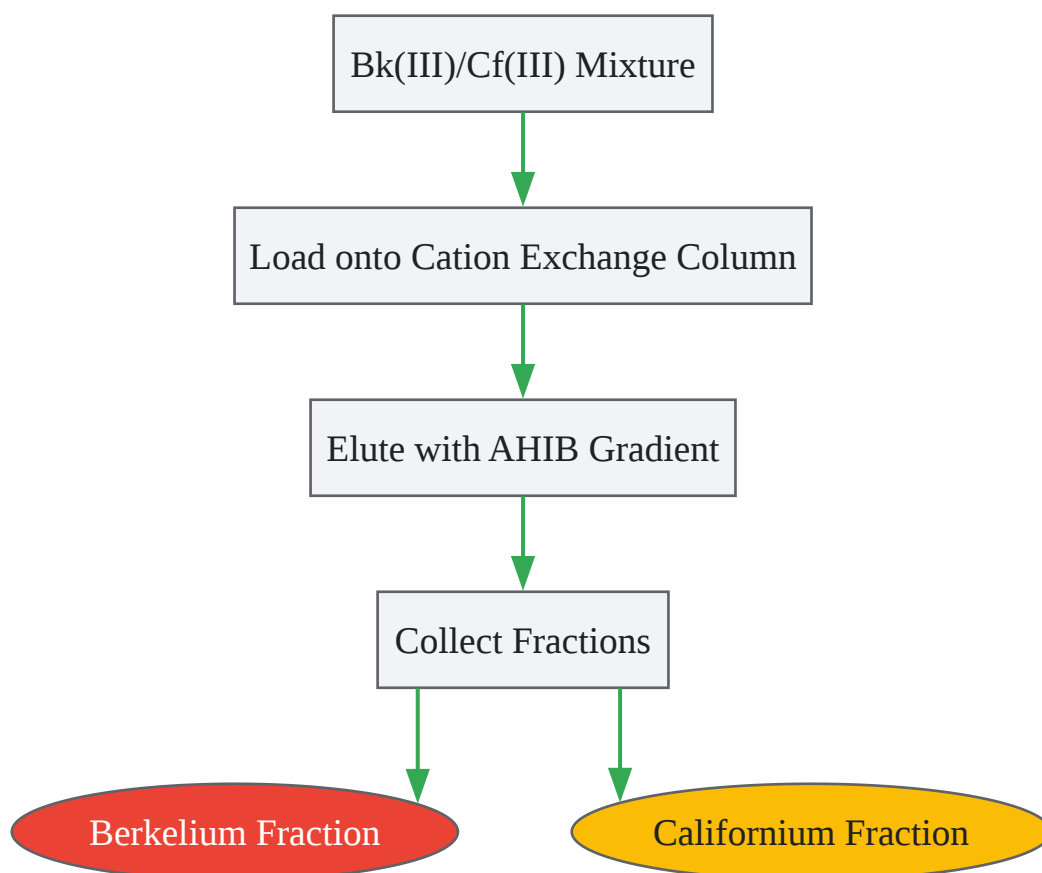 Bk(III)/Cf(III) Mixture
Load onto Cation Exchange Column
Elute with AHIB Gradient
Collect Fractions
Berkelium Fraction
Californium Fraction